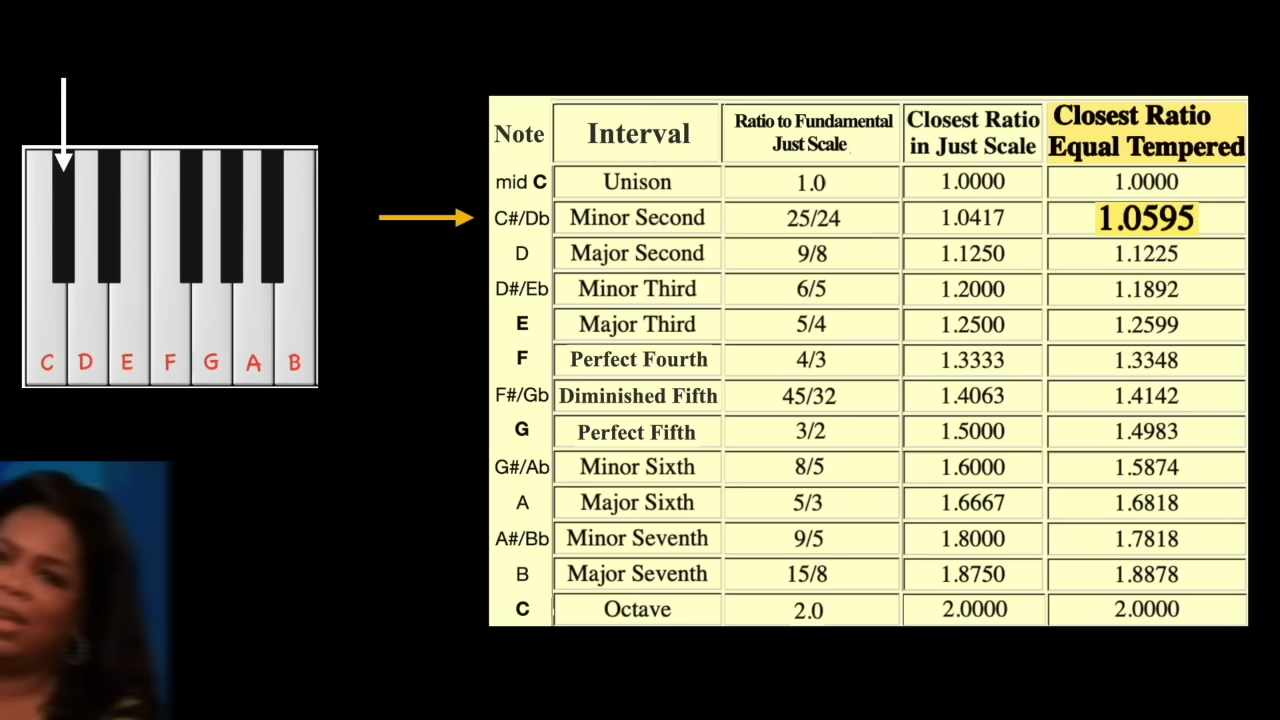 C D E F G A B
Note Interval Ratio to Fundamental Just Scale Closest Ratio in Just Scale Closest Ratio Equal Tempered
mid C Unison 1.0 1.0000 1.0000
C#/Db Minor Second 25/24 1.0417 1.0595
D Major Second 9/8 1.1250 1.1225
D#/Eb Minor Third 6/5 1.2000 1.1892
E Major Third 5/4 1.2500 1.2599
F Perfect Fourth 4/3 1.3333 1.3348
F#/Gb Diminished Fifth 45/32 1.4063 1.4142
G Perfect Fifth 3/2 1.5000 1.4983
G#/Ab Minor Sixth 8/5 1.6000 1.5874
A Major Sixth 5/3 1.6667 1.6818
A#/Bb Minor Seventh 9/5 1.8000 1.7818
B Major Seventh 15/8 1.8750 1.8878
C Octave 2.0 2.0000 2.0000